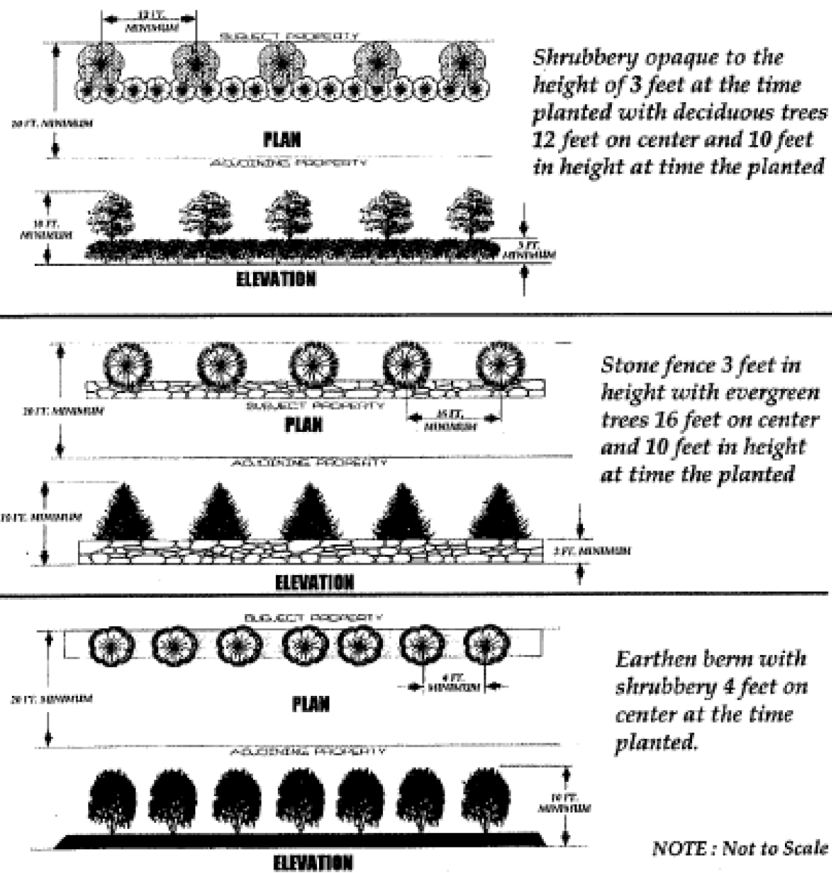 12 FT.
MINIMUM
SUBJECT PROPERTY
20 FT. MINIMUM
PLAN
ADJOINING PROPERTY
Shrubbery opaque to the
height of 3 feet at the time
planted with deciduous trees
12 feet on center and 10 feet
in height at time the planted
10 FT.
MINIMUM
3 FT.
MINIMUM
ELEVATION
20 FT. MINIMUM
SUBJECT PROPERTY
PLAN
16 FT.
MINIMUM
ADJOINING PROPERTY
Stone fence 3 feet in
height with evergreen
trees 16 feet on center
and 10 feet in height
at time the planted
10 FT. MINIMUM
3 FT. MINIMUM
ELEVATION
SUBJECT PROPERTY
20 FT. MINIMUM
4 FT.
MINIMUM
PLAN
ADJOINING PROPERTY
Earthen berm with
shrubbery 4 feet on
center at the time
planted.
10 FT.
MINIMUM
ELEVATION
NOTE : Not to Scale